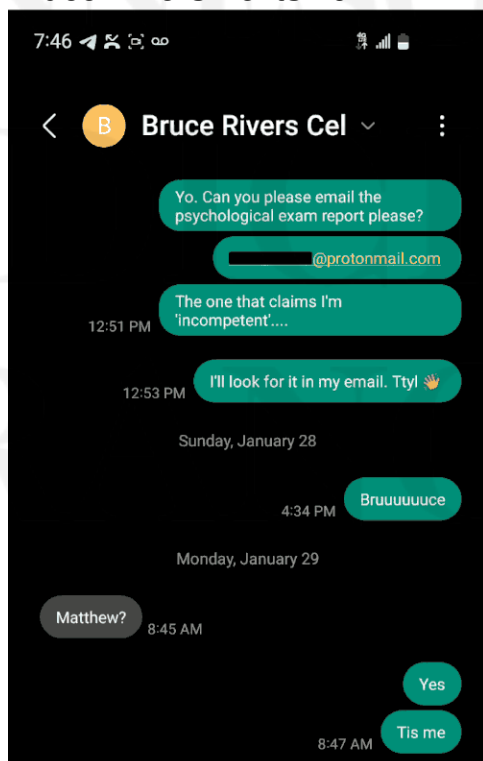 7:46
B Bruce Rivers Cel
Yo. Can you please email the
psychological exam report please?
@protonmail.com
The one that claims I'm
'incompetent'....
12:51 PM
I'll look for it in my email. Ttyl 👋
12:53 PM
Sunday, January 28
Bruuuuuuce
4:34 PM
Monday, January 29
Matthew?
8:45 AM
Yes
Tis me
8:47 AM